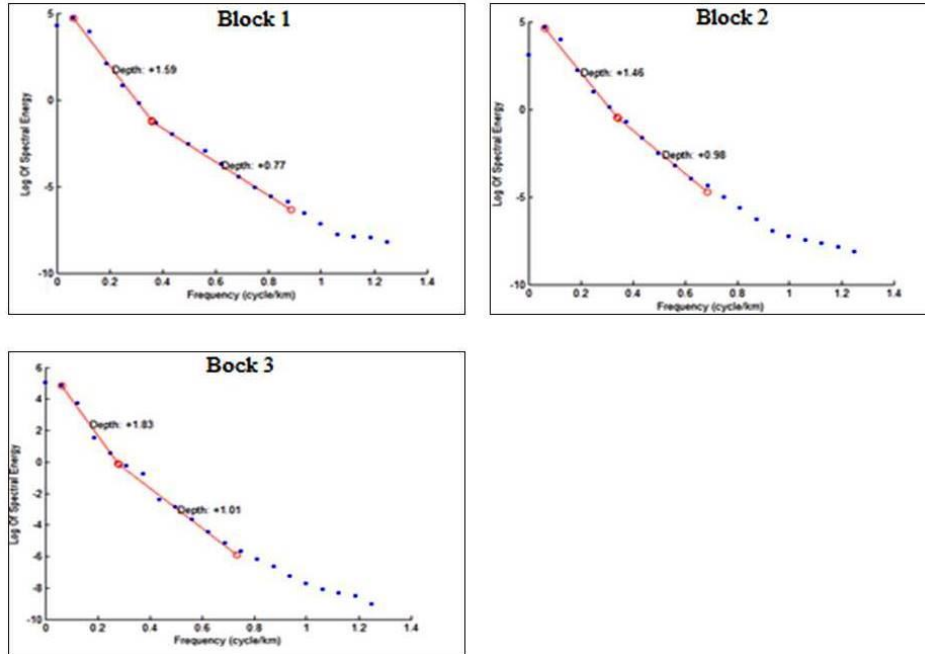 Block 1
5
Depth: +1.59
0
Log Of Spectral Energy
Depth: +0.77
-5
-10
0 0.2 0.4 0.6 0.8 1 1.2 1.4
Frequency (cycle/km)
Block 2
5
Depth: +1.46
0
Log Of Spectral Energy
Depth: +0.98
-5
-10
0 0.2 0.4 0.6 0.8 1 1.2 1.4
Frequency (cycle/km)
Bock 3
6
4
Depth: +1.83
2
0
Log Of Spectral Energy
-2
Depth: +1.01
-4
-6
-8
-10
0 0.2 0.4 0.6 0.8 1 1.2 1.4
Frequency (cycle/km)